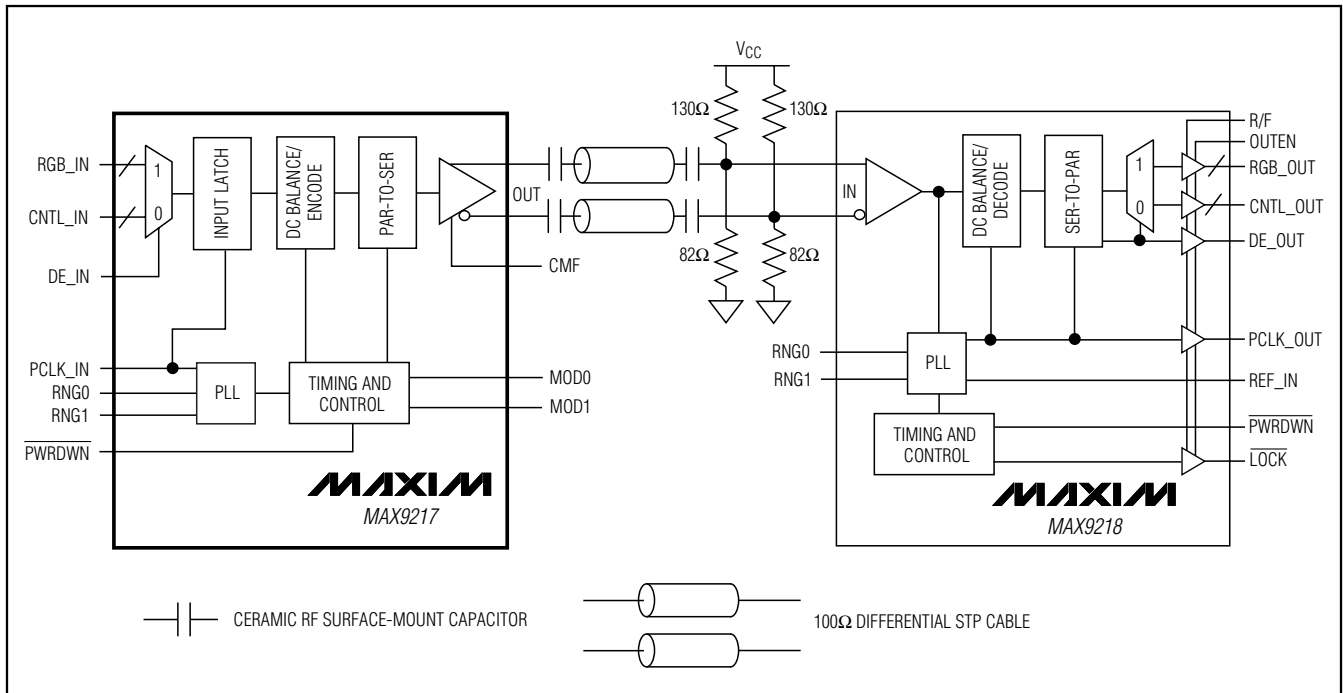 VCC
130Ω
130Ω
82Ω
82Ω
RGB_IN
CNTL_IN
DE_IN
PCLK_IN
RNG0
RNG1
PWRDWN
1
0
INPUT LATCH
DC BALANCE/
ENCODE
PAR-TO-SER
PLL
TIMING AND
CONTROL
OUT
CMF
MOD0
MOD1
MAXIM
MAX9217
IN
RNG0
RNG1
DC BALANCE/
DECODE
SER-TO-PAR
1
0
PLL
TIMING AND
CONTROL
R/F
OUTEN
RGB_OUT
CNTL_OUT
DE_OUT
PCLK_OUT
REF_IN
PWRDWN
LOCK
MAXIM
MAX9218
CERAMIC RF SURFACE-MOUNT CAPACITOR
100Ω DIFFERENTIAL STP CABLE